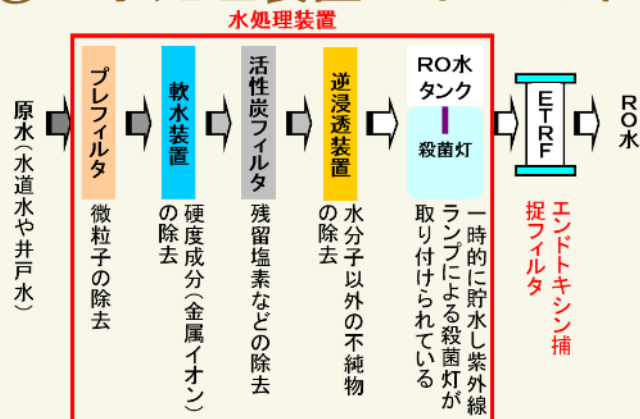 水処理装置
原水(水道水や井戸水)
プレフィルタ
微粒子の除去
軟水装置
硬度成分(金属イオン)
の除去
活性炭フィルタ
残留塩素などの除去
逆浸透装置
水分子以外の不純物
の除去
RO水
タンク
殺菌灯
一時的に貯水し紫外線
ランプによる殺菌灯が
取り付けられている
ETRF
エンドトキシン捕
捉フィルタ
RO水